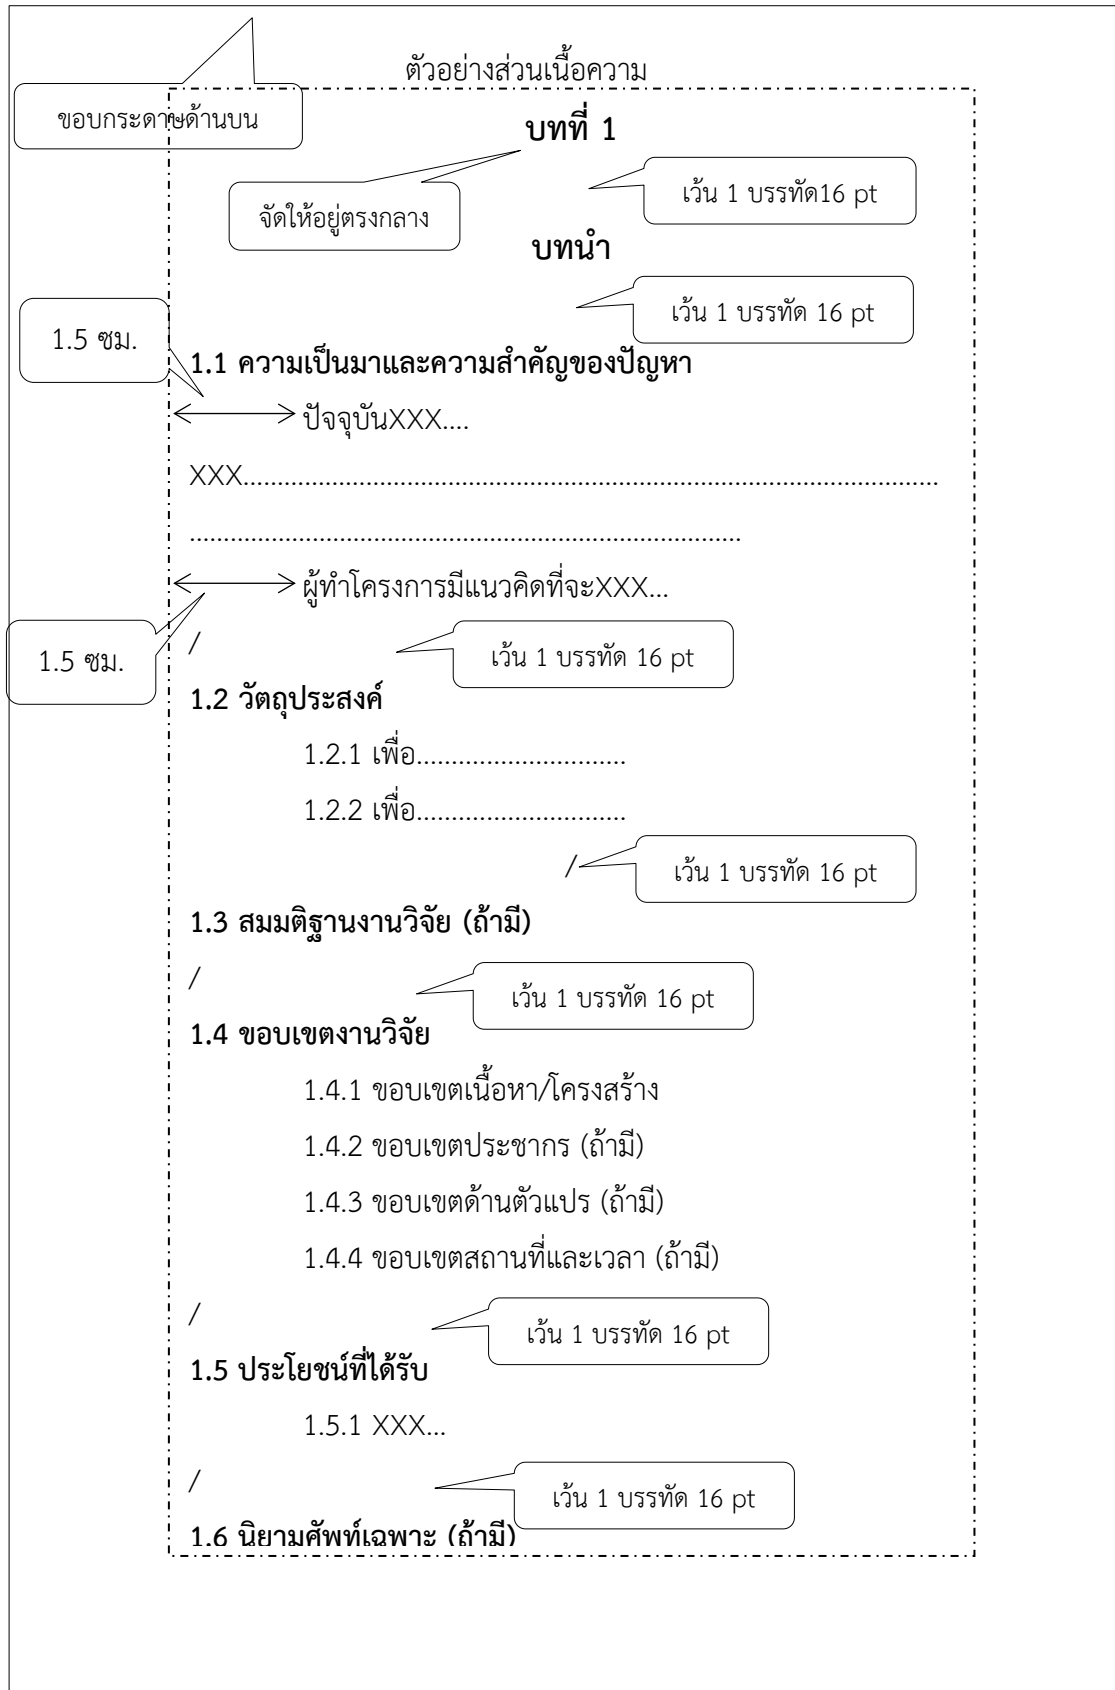 ตัวอย่างส่วนเนื้อความ
ขอบกระดาษด้านบน
บทที่ 1
เว้น 1 บรรทัด16 pt
จัดให้อยู่ตรงกลาง
บทนำ
เว้น 1 บรรทัด 16 pt
1.5 ซม.
1.1 ความเป็นมาและความสำคัญของปัญหา
ปัจจุบันXXX....
XXX......................................................................................................
.................................................................................
ผู้ทำโครงการมีแนวคิดที่จะXXX...
1.5 ซม.
/
เว้น 1 บรรทัด 16 pt
1.2 วัตถุประสงค์
1.2.1 เพื่อ...............................
1.2.2 เพื่อ...............................
/
เว้น 1 บรรทัด 16 pt
1.3 สมมติฐานงานวิจัย (ถ้ามี)
/
เว้น 1 บรรทัด 16 pt
1.4 ขอบเขตงานวิจัย
1.4.1 ขอบเขตเนื้อหา/โครงสร้าง
1.4.2 ขอบเขตประชากร (ถ้ามี)
1.4.3 ขอบเขตด้านตัวแปร (ถ้ามี)
1.4.4 ขอบเขตสถานที่และเวลา (ถ้ามี)
/
เว้น 1 บรรทัด 16 pt
1.5 ประโยชน์ที่ได้รับ
1.5.1 XXX...
/
เว้น 1 บรรทัด 16 pt
1.6 นิยามศัพท์เฉพาะ (ถ้ามี)